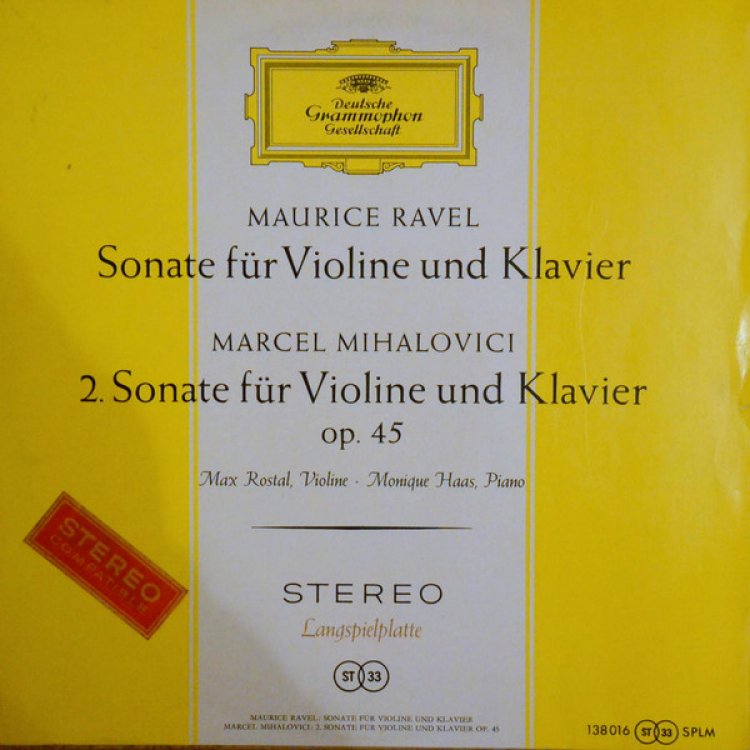 Deutsche
Grammophon
Gesellschaft
MAURICE RAVEL
Sonate für Violine und Klavier
MARCEL MIHALOVICI
2. Sonate für Violine und Klavier
op. 45
Max Rostal, Violine · Monique Haas, Piano
STEREO
COMPATIBLE
STEREO
Langspielplatte
ST 33
MAURICE RAVEL: SONATE FÜR VIOLINE UND KLAVIER
MARCEL MIHALOVICI: 2. SONATE FÜR VIOLINE UND KLAVIER OP. 45
138016 ST 33 SPLM